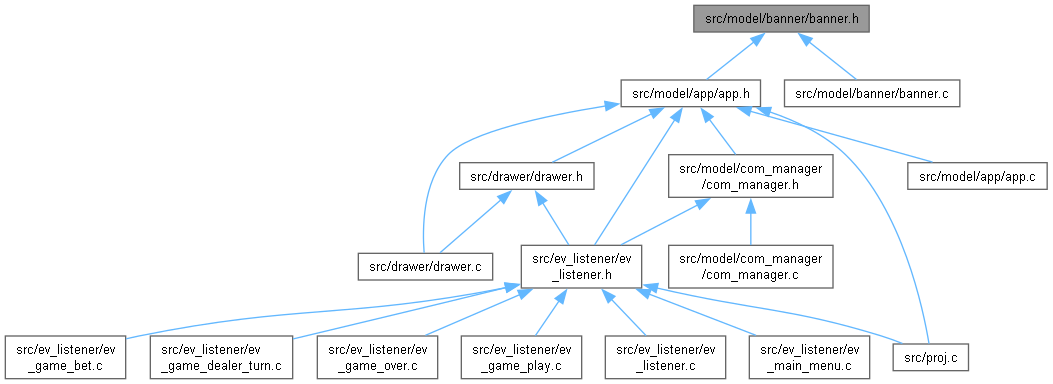 src/model/banner/banner.h
src/model/app/app.h
src/model/banner/banner.c
src/drawer/drawer.h
src/model/com_manager
/com_manager.h
src/model/app/app.c
src/drawer/drawer.c
src/ev_listener/ev
_listener.h
src/model/com_manager
/com_manager.c
src/ev_listener/ev
_game_bet.c
src/ev_listener/ev
_game_dealer_turn.c
src/ev_listener/ev
_game_over.c
src/ev_listener/ev
_game_play.c
src/ev_listener/ev
_listener.c
src/ev_listener/ev
_main_menu.c
src/proj.c